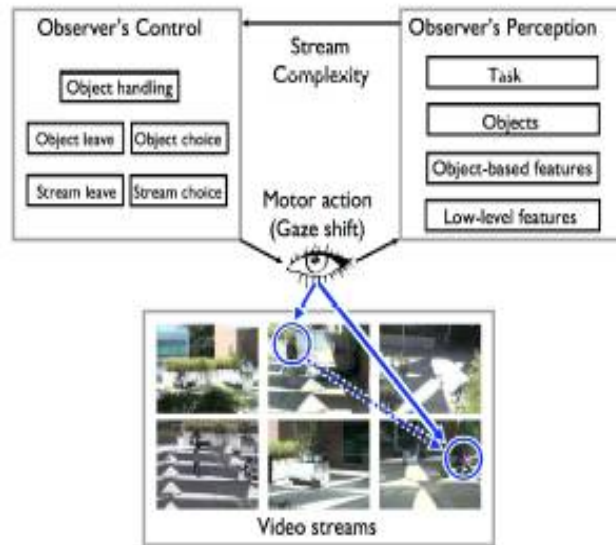 Observer's Control
Object handling
Object leave
Object choice
Stream leave
Stream choice
Stream
Complexity
Observer's Perception
Task
Objects
Object-based features
Low-level features
Motor action
(Gaze shift)
Video streams